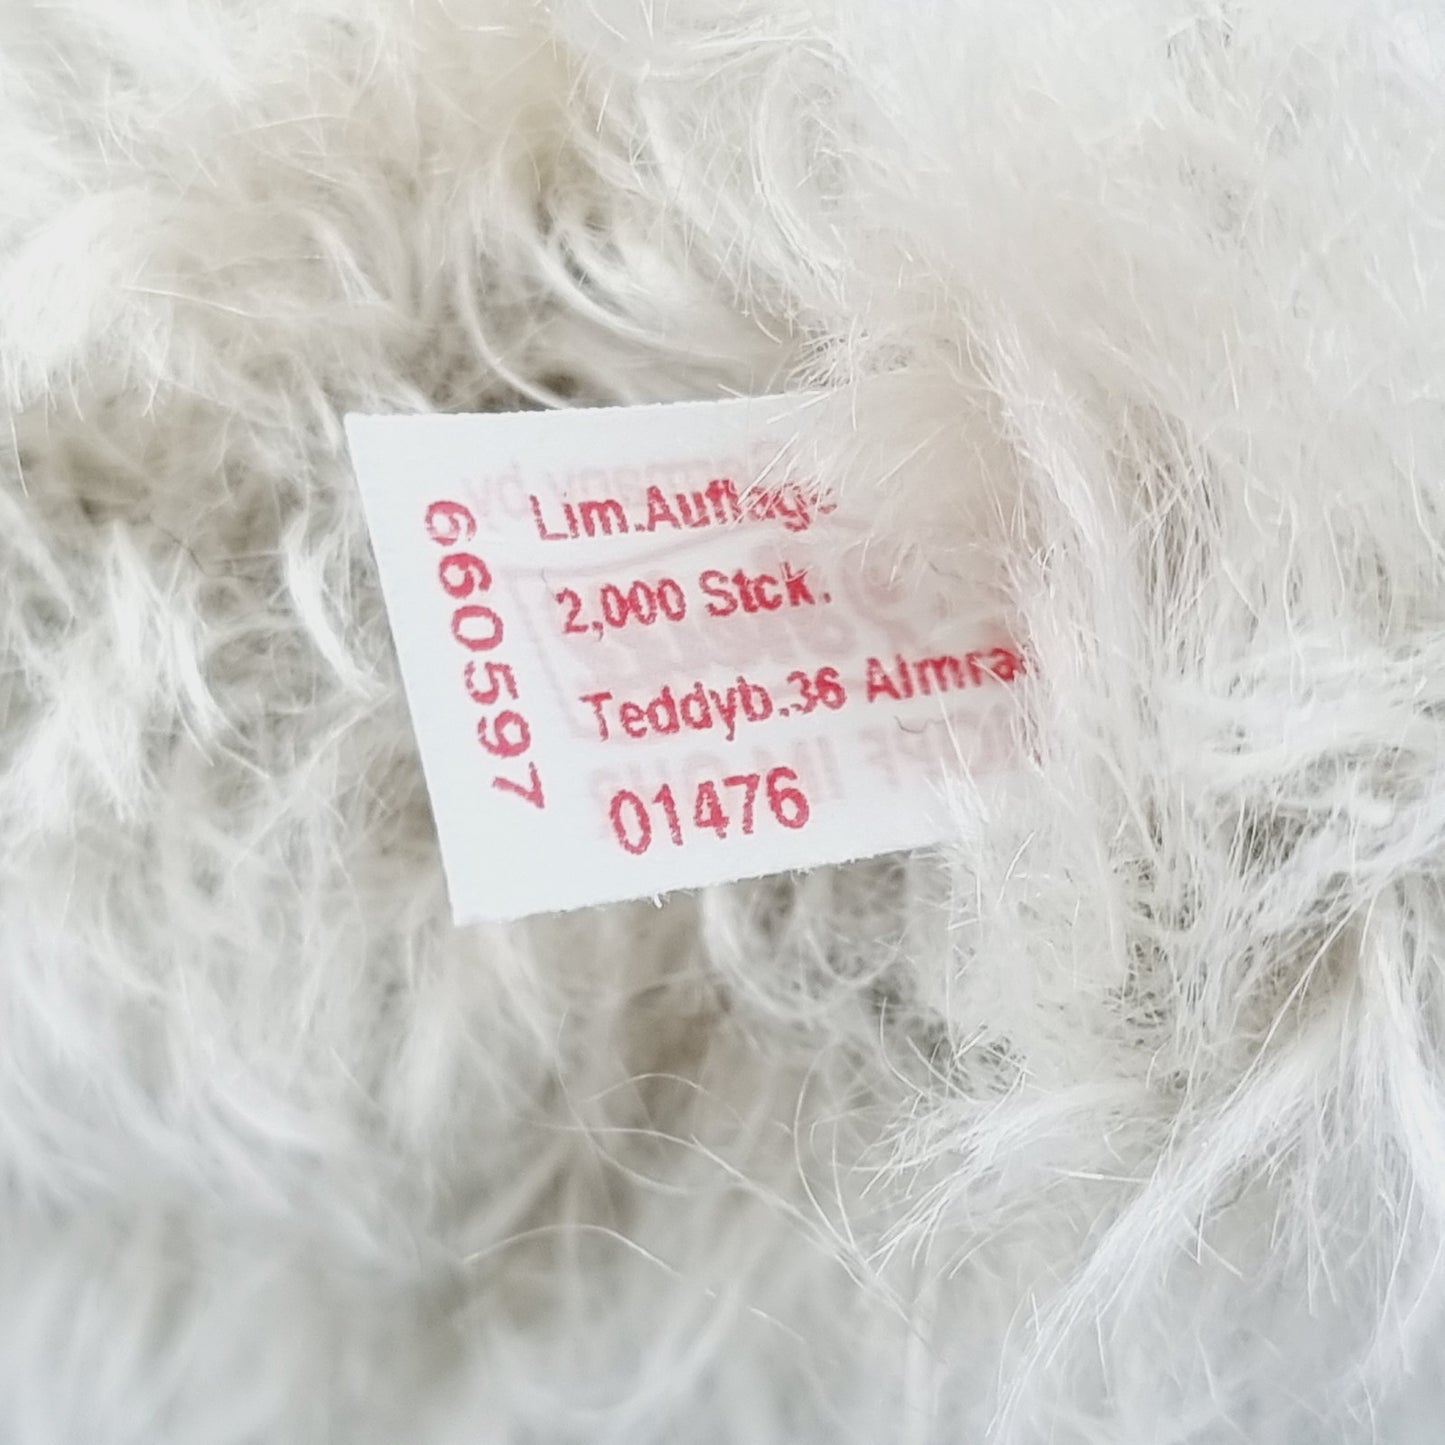 660597
Lim.Auflage
2,000 Stck.
Teddyb.36 Almra
01476